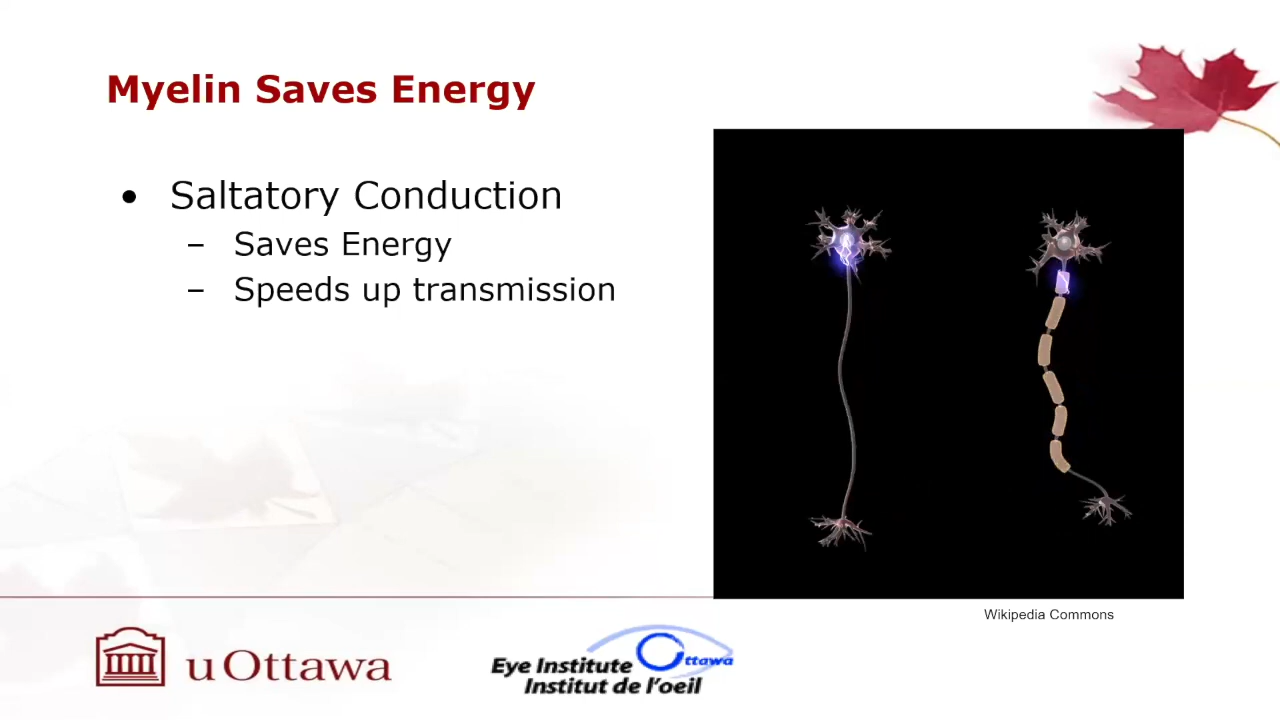 Myelin Saves Energy
• Saltatory Conduction
– Saves Energy
– Speeds up transmission
Wikipedia Commons
uOttawa
Eye Institute Ottawa
Institut de l'oeil